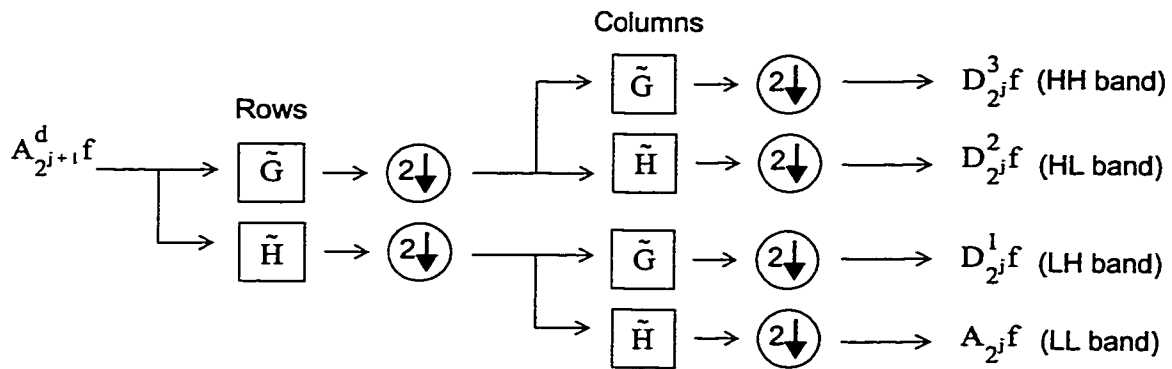 Columns
G̃ 2↓ D³₂ⱼf (HH band)
Rows
Aᵈ₂ⱼ₊₁f G̃ 2↓ H̃ 2↓ D²₂ⱼf (HL band)
H̃ 2↓ G̃ 2↓ D¹₂ⱼf (LH band)
H̃ 2↓ A₂ⱼf (LL band)